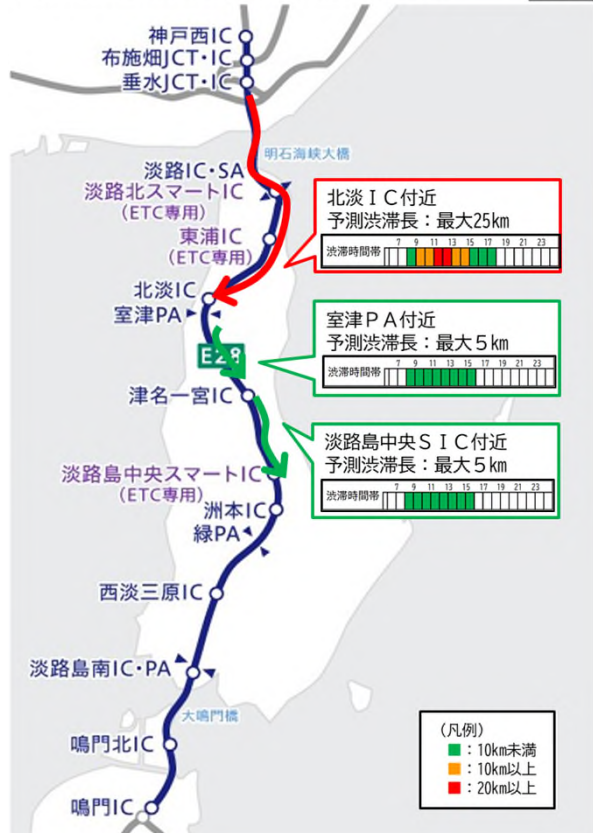 神戸西IC
布施畑JCT・IC
垂水JCT・IC
明石海峡大橋
淡路IC・SA
淡路北スマートIC
(ETC専用)
東浦IC
(ETC専用)
北淡IC
室津PA
E28
津名一宮IC
淡路島中央スマートIC
(ETC専用)
洲本IC
緑PA
西淡三原IC
淡路島南IC・PA
大鳴門橋
鳴門北IC
鳴門IC
北淡IC付近
予測渋滞長：最大25km
渋滞時間帯 7 9 11 13 15 17 19 21 23
室津PA付近
予測渋滞長：最大5km
渋滞時間帯 7 9 11 13 15 17 19 21 23
淡路島中央SIC付近
予測渋滞長：最大5km
渋滞時間帯 7 9 11 13 15 17 19 21 23
(凡例)
：10km未満
：10km以上
：20km以上